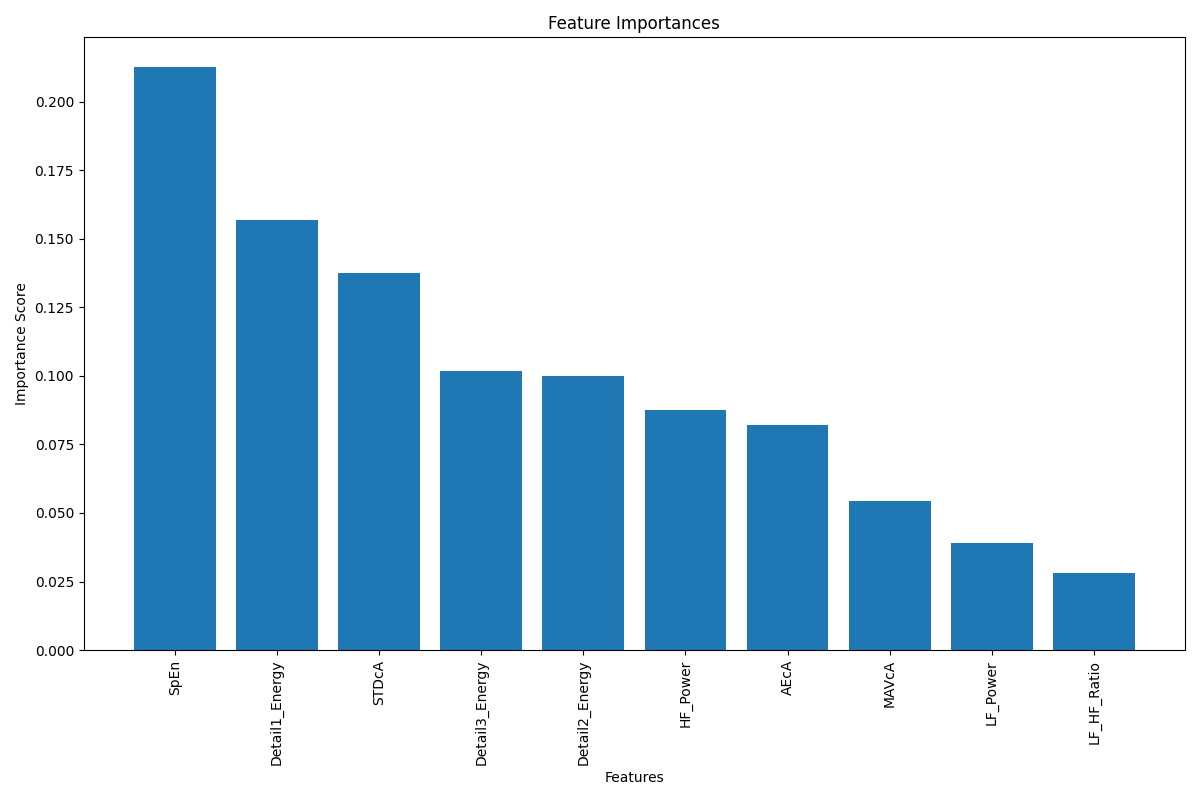 Feature Importances
Importance Score
0.200
0.175
0.150
0.125
0.100
0.075
0.050
0.025
0.000
SpEn
Detail1_Energy
STDcA
Detail3_Energy
Detail2_Energy
HF_Power
AEcA
MAVcA
LF_Power
LF_HF_Ratio
Features